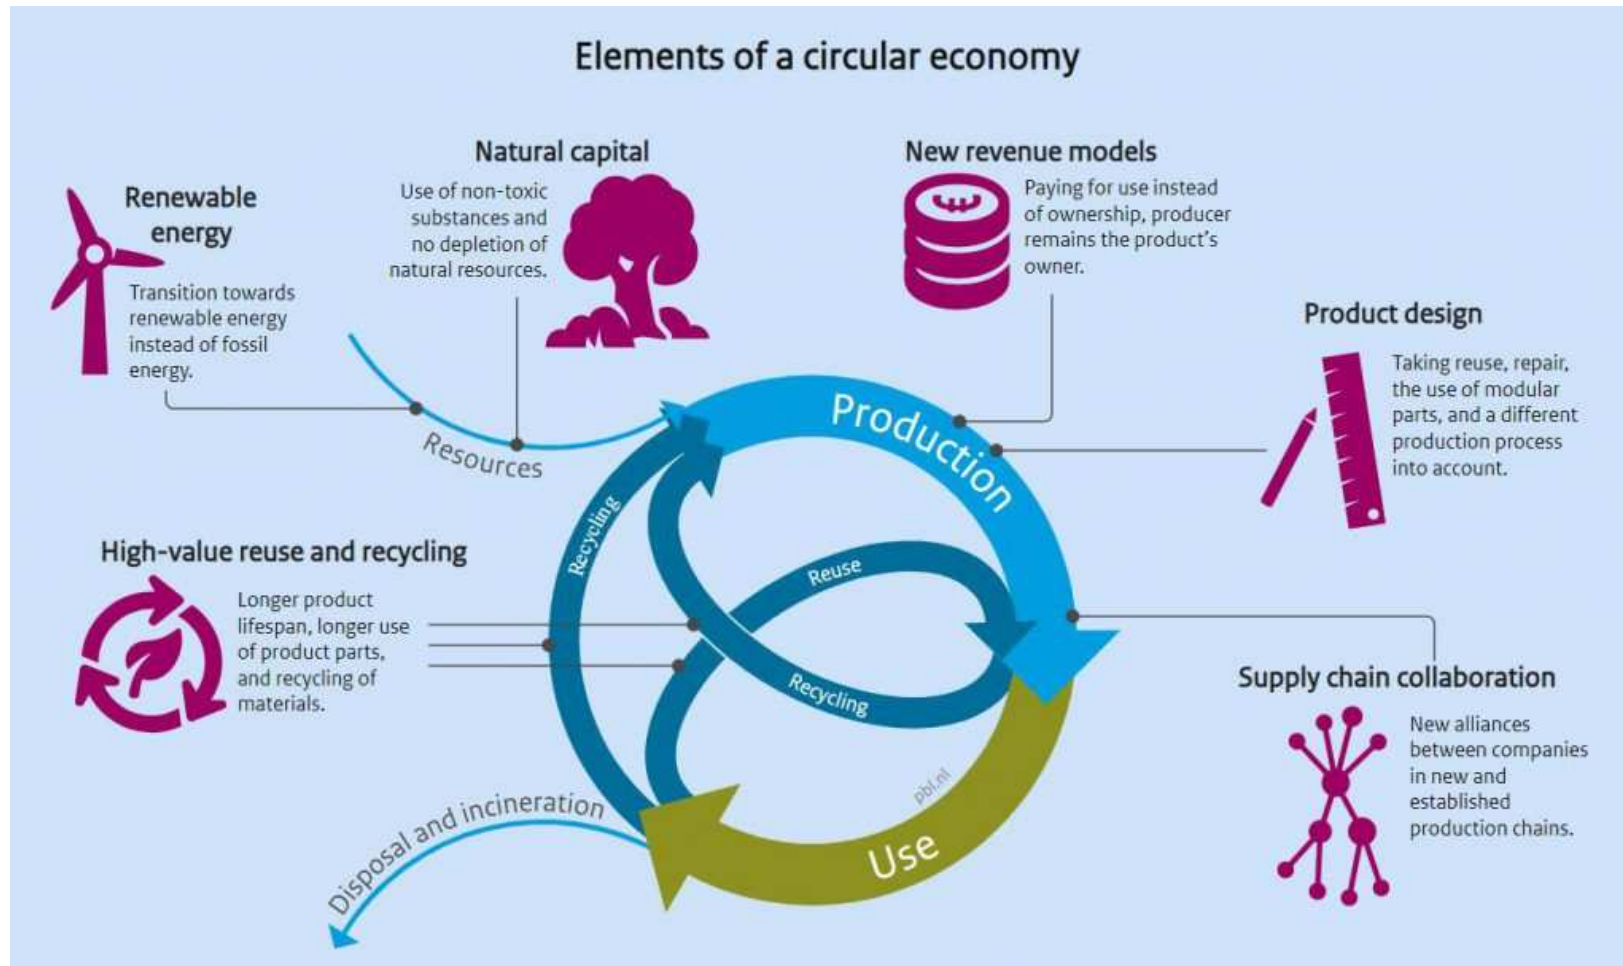 Elements of a circular economy
Natural capital
Use of non-toxic
substances and
no depletion of
natural resources.
New revenue models
Paying for use instead
of ownership, producer
remains the product's
owner.
Renewable
energy
Transition towards
renewable energy
instead of fossil
energy.
Product design
Taking reuse, repair,
the use of modular
parts, and a different
production process
into account.
Resources
Production
Recycling
Reuse
Recycling
High-value reuse and recycling
Longer product
lifespan, longer use
of product parts,
and recycling of
materials.
Supply chain collaboration
New alliances
between companies
in new and
established
production chains.
Disposal and incineration
Use
pbl.nl